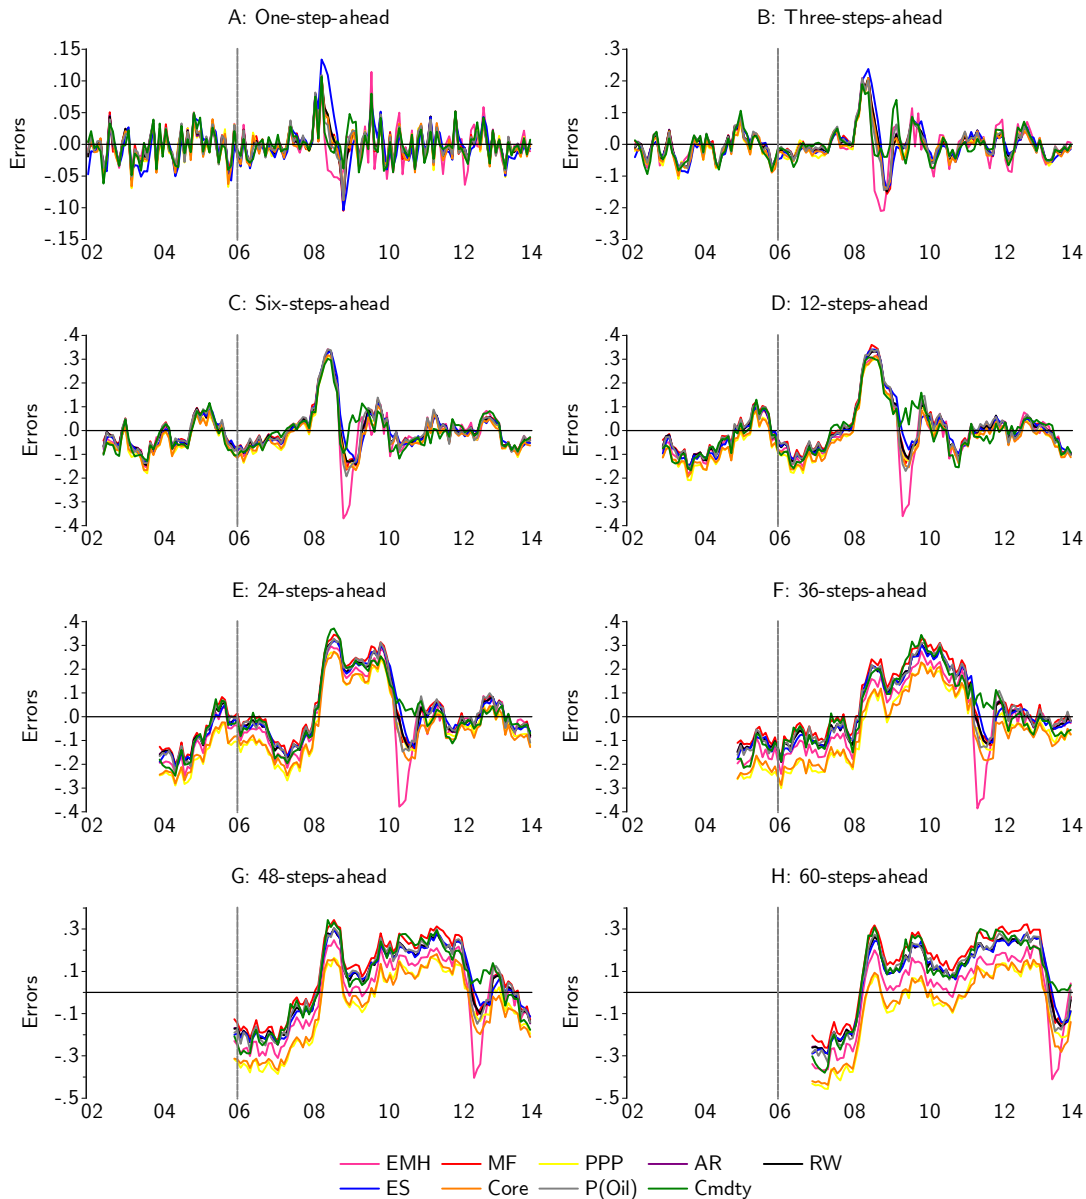 A: One-step-ahead
B: Three-steps-ahead
Errors
.15
.10
.05
.00
-.05
-.10
-.15
02 04 06 08 10 12 14
Errors
.3
.2
.1
.0
-.1
-.2
-.3
02 04 06 08 10 12 14
C: Six-steps-ahead
D: 12-steps-ahead
Errors
.4
.3
.2
.1
.0
-.1
-.2
-.3
-.4
02 04 06 08 10 12 14
Errors
.4
.3
.2
.1
.0
-.1
-.2
-.3
-.4
02 04 06 08 10 12 14
E: 24-steps-ahead
F: 36-steps-ahead
Errors
.4
.3
.2
.1
.0
-.1
-.2
-.3
-.4
02 04 06 08 10 12 14
Errors
.4
.3
.2
.1
.0
-.1
-.2
-.3
-.4
02 04 06 08 10 12 14
G: 48-steps-ahead
H: 60-steps-ahead
Errors
.3
.1
-.1
-.3
-.5
02 04 06 08 10 12 14
Errors
.3
.1
-.1
-.3
-.5
02 04 06 08 10 12 14
EMH MF PPP AR RW
ES Core P(Oil) Cmdty